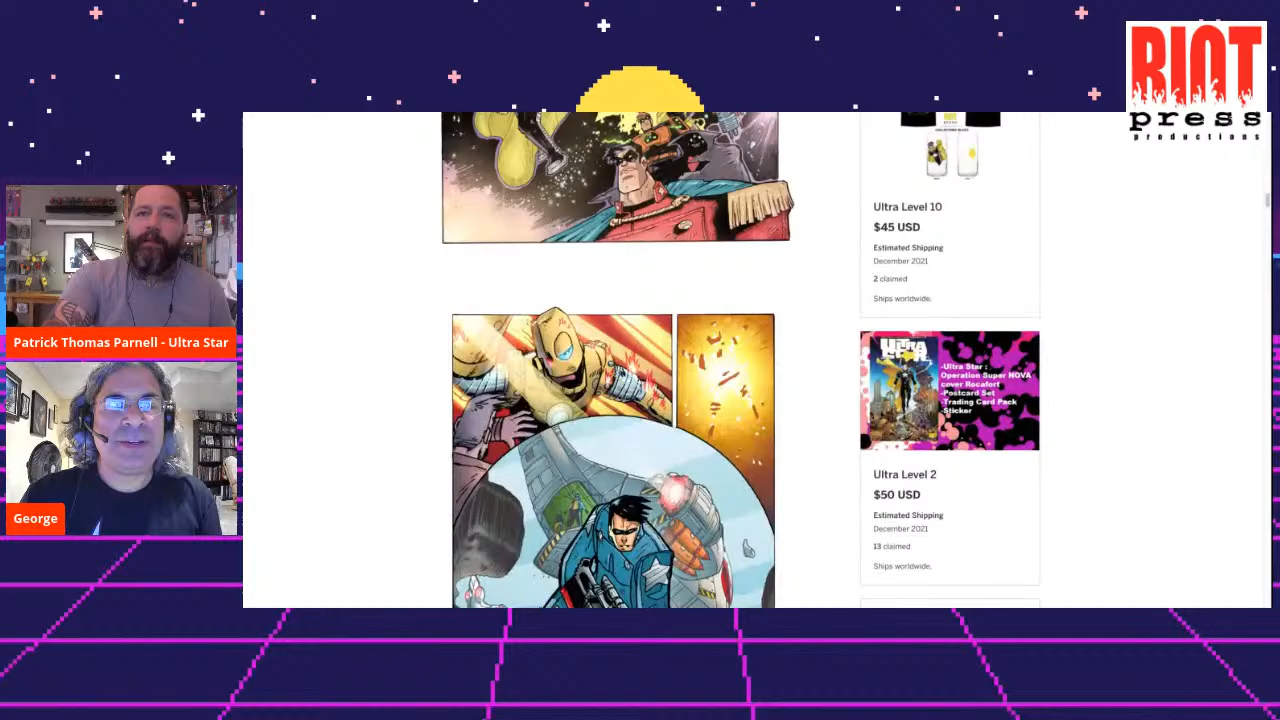 RIOT
press
productions
Patrick Thomas Parnell - Ultra Star
George
Ultra Level 10
$45 USD
Estimated Shipping
December 2021
2 claimed
Ships worldwide.
ULTRA
STAR
-Ultra Star :
Operation Super NOVA
cover Rocafort
-Postcard Set
-Trading Card Pack
-Sticker
Ultra Level 2
$50 USD
Estimated Shipping
December 2021
13 claimed
Ships worldwide.